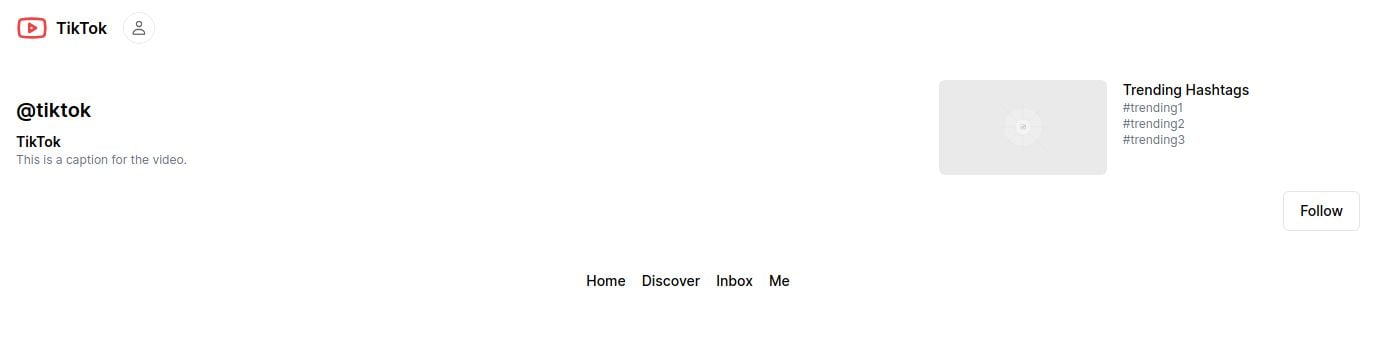 TikTok
@tiktok
TikTok
This is a caption for the video.
Trending Hashtags
#trending1
#trending2
#trending3
Follow
Home Discover Inbox Me